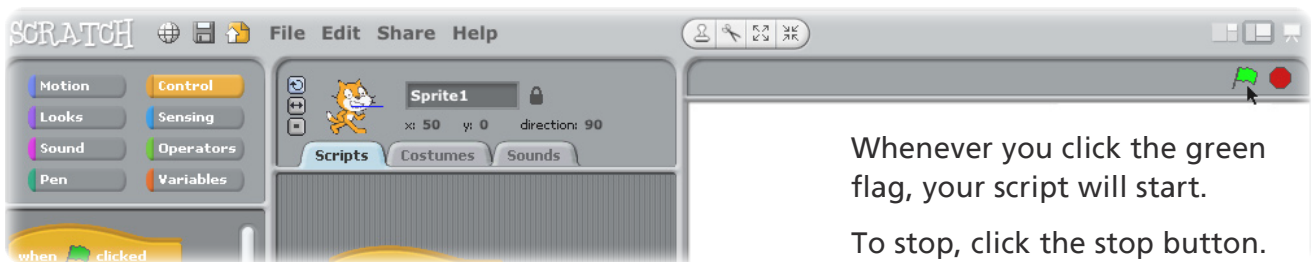 SCRATCH File Edit Share Help
Motion Control
Looks Sensing
Sound Operators
Pen Variables
when clicked
Sprite1
x: 50 y: 0 direction: 90
Scripts Costumes Sounds
Whenever you click the green
flag, your script will start.
To stop, click the stop button.